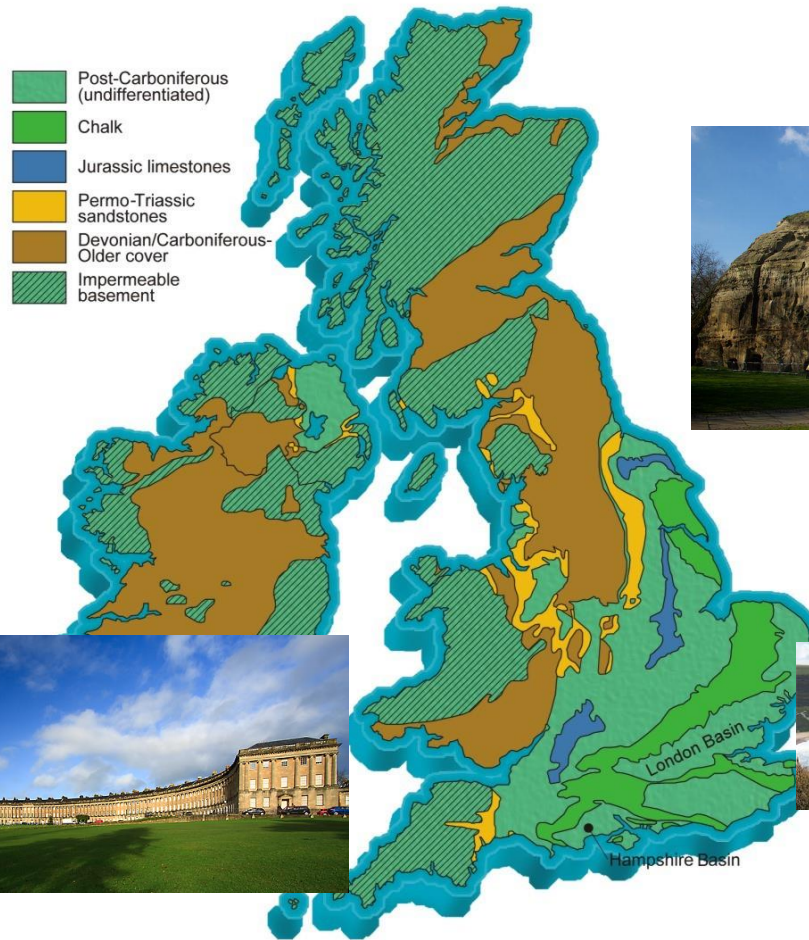 Post-Carboniferous
(undifferentiated)
Chalk
Jurassic limestones
Permo-Triassic
sandstones
Devonian/Carboniferous-
Older cover
Impermeable
basement
London Basin
Hampshire Basin